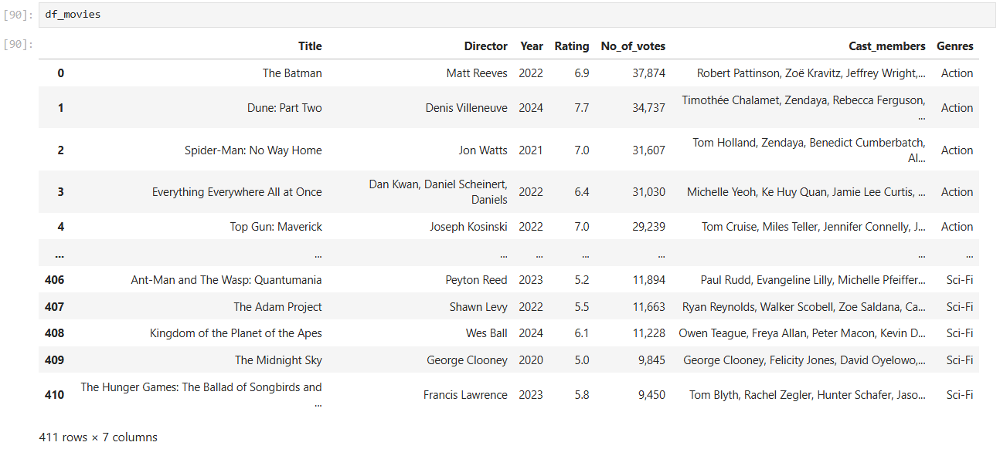 [90]: df_movies
[90]:
Title Director Year Rating No_of_votes Cast_members Genres
0 The Batman Matt Reeves 2022 6.9 37,874 Robert Pattinson, Zoë Kravitz, Jeffrey Wright,... Action
1 Dune: Part Two Denis Villeneuve 2024 7.7 34,737 Timothée Chalamet, Zendaya, Rebecca Ferguson, ... Action
2 Spider-Man: No Way Home Jon Watts 2021 7.0 31,607 Tom Holland, Zendaya, Benedict Cumberbatch, Al... Action
3 Everything Everywhere All at Once Dan Kwan, Daniel Scheinert, Daniels 2022 6.4 31,030 Michelle Yeoh, Ke Huy Quan, Jamie Lee Curtis, ... Action
4 Top Gun: Maverick Joseph Kosinski 2022 7.0 29,239 Tom Cruise, Miles Teller, Jennifer Connelly, J... Action
... ... ... ... ... ... ... ...
406 Ant-Man and The Wasp: Quantumania Peyton Reed 2023 5.2 11,894 Paul Rudd, Evangeline Lilly, Michelle Pfeiffer... Sci-Fi
407 The Adam Project Shawn Levy 2022 5.5 11,663 Ryan Reynolds, Walker Scobell, Zoe Saldana, Ca... Sci-Fi
408 Kingdom of the Planet of the Apes Wes Ball 2024 6.1 11,228 Owen Teague, Freya Allan, Peter Macon, Kevin D... Sci-Fi
409 The Midnight Sky George Clooney 2020 5.0 9,845 George Clooney, Felicity Jones, David Oyelowo,... Sci-Fi
410 The Hunger Games: The Ballad of Songbirds and ... Francis Lawrence 2023 5.8 9,450 Tom Blyth, Rachel Zegler, Hunter Schafer, Jaso... Sci-Fi
411 rows × 7 columns